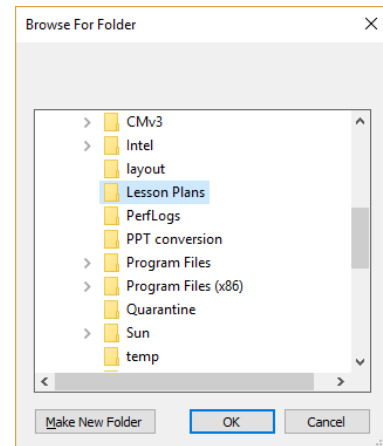 Browse For Folder
CMv3
Intel
layout
Lesson Plans
PerfLogs
PPT conversion
Program Files
Program Files (x86)
Quarantine
Sun
temp
Make New Folder
OK
Cancel